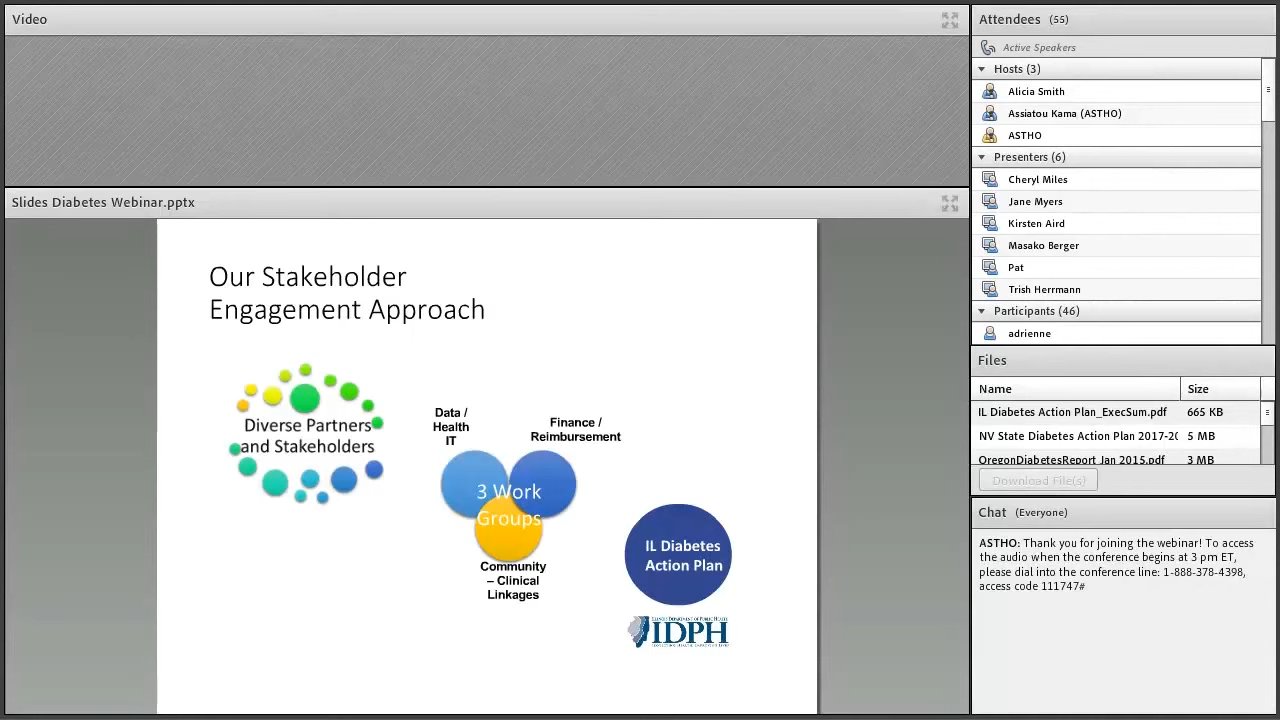 Video
Slides Diabetes Webinar.pptx
Our Stakeholder
Engagement Approach
Diverse Partners
and Stakeholders
Data /
Health
IT
Finance /
Reimbursement
3 Work
Groups
Community
– Clinical
Linkages
IL Diabetes
Action Plan
ILLINOIS DEPARTMENT OF PUBLIC HEALTH
IDPH
Attendees (55)
Active Speakers
Hosts (3)
Alicia Smith
Assiatou Kama (ASTHO)
ASTHO
Presenters (6)
Cheryl Miles
Jane Myers
Kirsten Aird
Masako Berger
Pat
Trish Herrmann
Participants (46)
adrienne
Files
Name Size
IL Diabetes Action Plan_ExecSum.pdf 665 KB
NV State Diabetes Action Plan 2017-20 5 MB
OregonDiabetesReport Jan 2015.pdf 3 MB
Download File(s)
Chat (Everyone)
ASTHO: Thank you for joining the webinar! To access
the audio when the conference begins at 3 pm ET,
please dial into the conference line: 1-888-378-4398,
access code 111747#